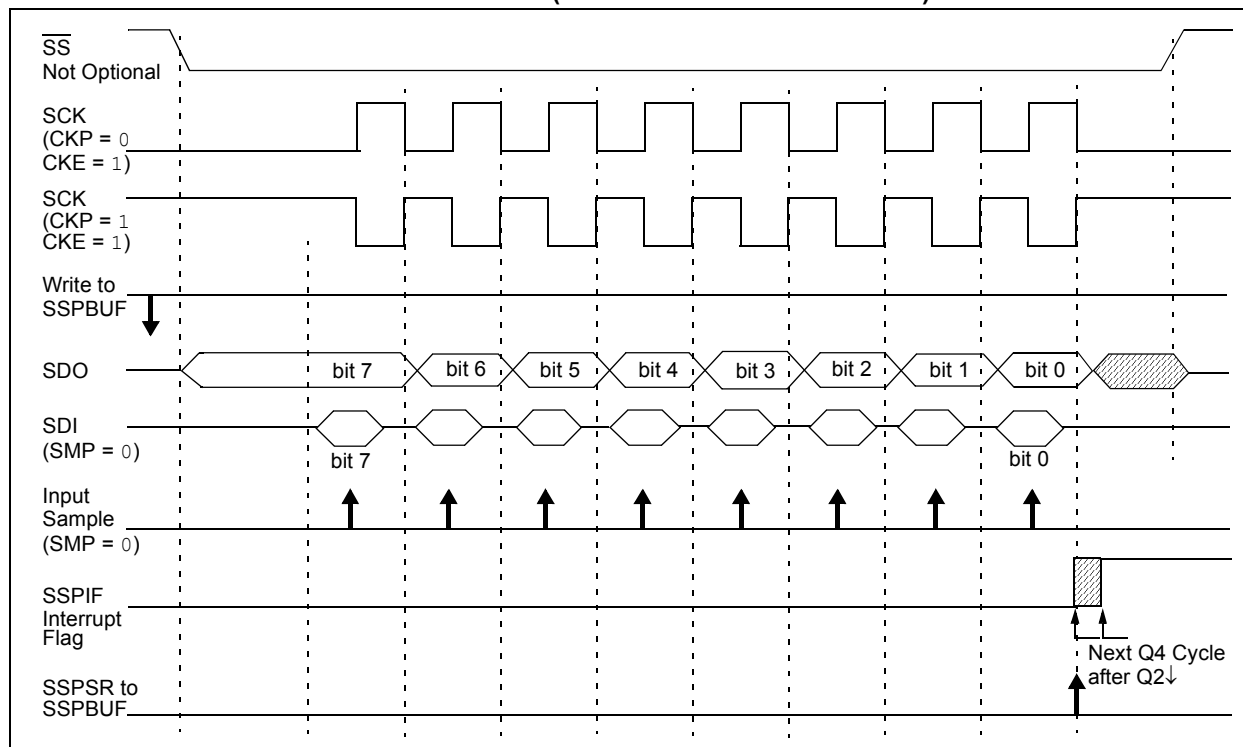 SS
Not Optional
SCK
(CKP = 0
CKE = 1)
SCK
(CKP = 1
CKE = 1)
Write to
SSPBUF
SDO
bit 7
bit 6
bit 5
bit 4
bit 3
bit 2
bit 1
bit 0
SDI
(SMP = 0)
bit 7
bit 0
Input
Sample
(SMP = 0)
SSPIF
Interrupt
Flag
Next Q4 Cycle
after Q2↓
SSPSR to
SSPBUF